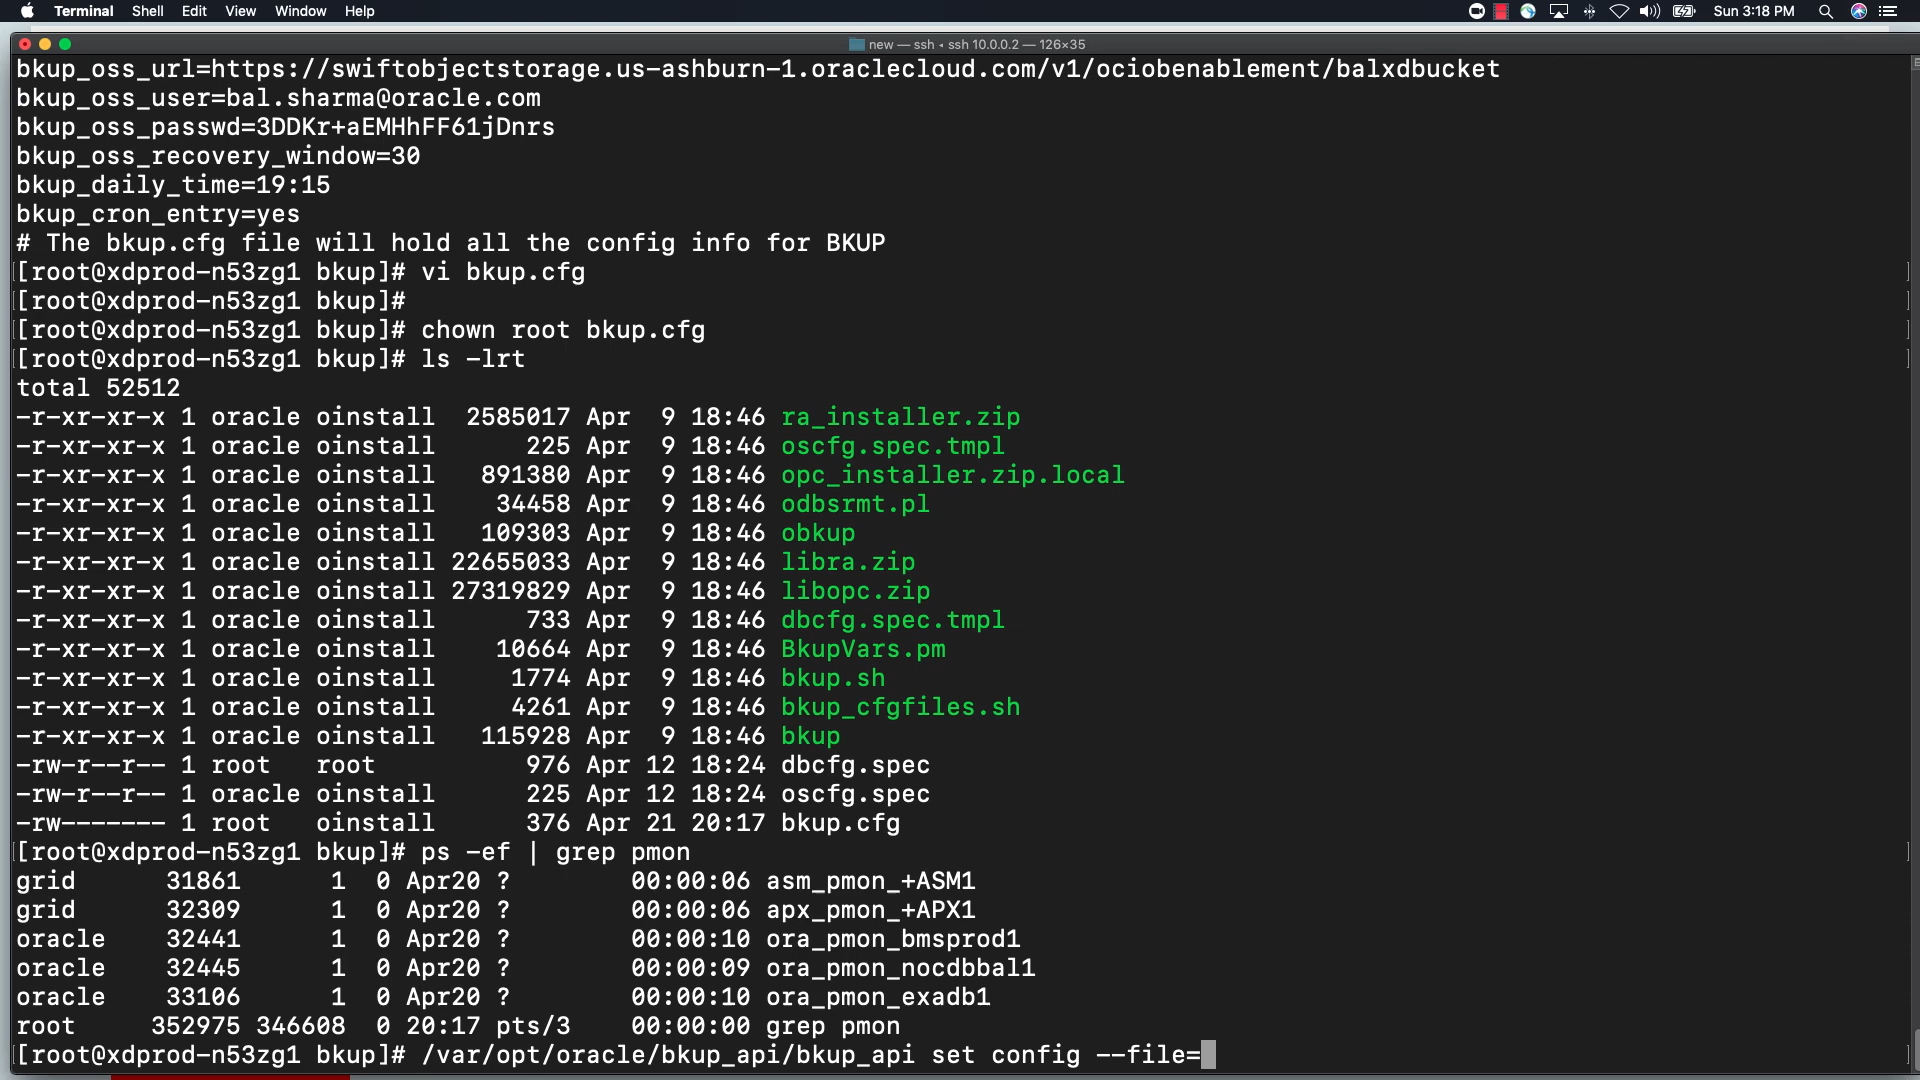 Terminal Shell Edit View Window Help Sun 3:18 PM
new — ssh ◂ ssh 10.0.0.2 — 126×35
bkup_oss_url=https://swiftobjectstorage.us-ashburn-1.oraclecloud.com/v1/ociobenablement/balxdbucket
bkup_oss_user=bal.sharma@oracle.com
bkup_oss_passwd=3DDKr+aEMHhFF61jDnrs
bkup_oss_recovery_window=30
bkup_daily_time=19:15
bkup_cron_entry=yes
# The bkup.cfg file will hold all the config info for BKUP
[root@xdprod-n53zg1 bkup]# vi bkup.cfg
[root@xdprod-n53zg1 bkup]#
[root@xdprod-n53zg1 bkup]# chown root bkup.cfg
[root@xdprod-n53zg1 bkup]# ls -lrt
total 52512
-r-xr-xr-x 1 oracle oinstall  2585017 Apr  9 18:46 ra_installer.zip
-r-xr-xr-x 1 oracle oinstall      225 Apr  9 18:46 oscfg.spec.tmpl
-r-xr-xr-x 1 oracle oinstall   891380 Apr  9 18:46 opc_installer.zip.local
-r-xr-xr-x 1 oracle oinstall    34458 Apr  9 18:46 odbsrmt.pl
-r-xr-xr-x 1 oracle oinstall   109303 Apr  9 18:46 obkup
-r-xr-xr-x 1 oracle oinstall 22655033 Apr  9 18:46 libra.zip
-r-xr-xr-x 1 oracle oinstall 27319829 Apr  9 18:46 libopc.zip
-r-xr-xr-x 1 oracle oinstall      733 Apr  9 18:46 dbcfg.spec.tmpl
-r-xr-xr-x 1 oracle oinstall    10664 Apr  9 18:46 BkupVars.pm
-r-xr-xr-x 1 oracle oinstall     1774 Apr  9 18:46 bkup.sh
-r-xr-xr-x 1 oracle oinstall     4261 Apr  9 18:46 bkup_cfgfiles.sh
-r-xr-xr-x 1 oracle oinstall   115928 Apr  9 18:46 bkup
-rw-r--r-- 1 root   root          976 Apr 12 18:24 dbcfg.spec
-rw-r--r-- 1 oracle oinstall      225 Apr 12 18:24 oscfg.spec
-rw------- 1 root   oinstall      376 Apr 21 20:17 bkup.cfg
[root@xdprod-n53zg1 bkup]# ps -ef | grep pmon
grid      31861      1  0 Apr20 ?        00:00:06 asm_pmon_+ASM1
grid      32309      1  0 Apr20 ?        00:00:06 apx_pmon_+APX1
oracle    32441      1  0 Apr20 ?        00:00:10 ora_pmon_bmsprod1
oracle    32445      1  0 Apr20 ?        00:00:09 ora_pmon_nocdbbal1
oracle    33106      1  0 Apr20 ?        00:00:10 ora_pmon_exadb1
root     352975 346608  0 20:17 pts/3    00:00:00 grep pmon
[root@xdprod-n53zg1 bkup]# /var/opt/oracle/bkup_api/bkup_api set config --file=